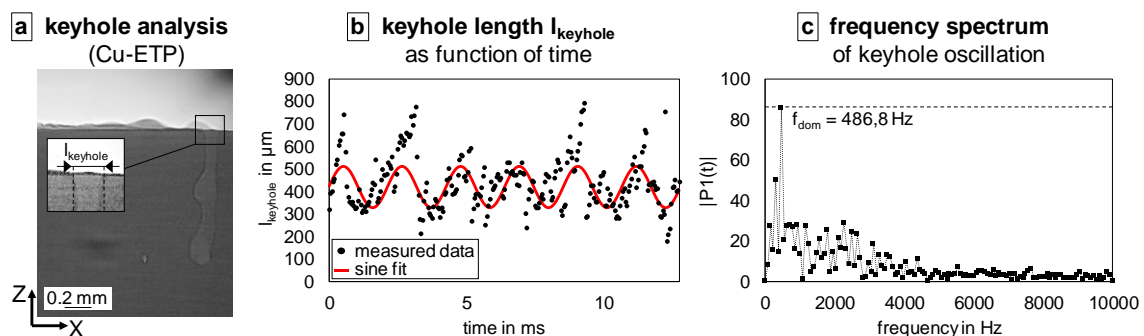 a keyhole analysis
(Cu-ETP)
lkeyhole
Z
X
0.2 mm
b keyhole length lkeyhole
as function of time
lkeyhole in µm
900
800
700
600
500
400
300
200
100
0
measured data
sine fit
0 5 10
time in ms
c frequency spectrum
of keyhole oscillation
|P1(t)|
100
80
60
40
20
0
fdom = 486,8 Hz
0 2000 4000 6000 8000 10000
frequency in Hz